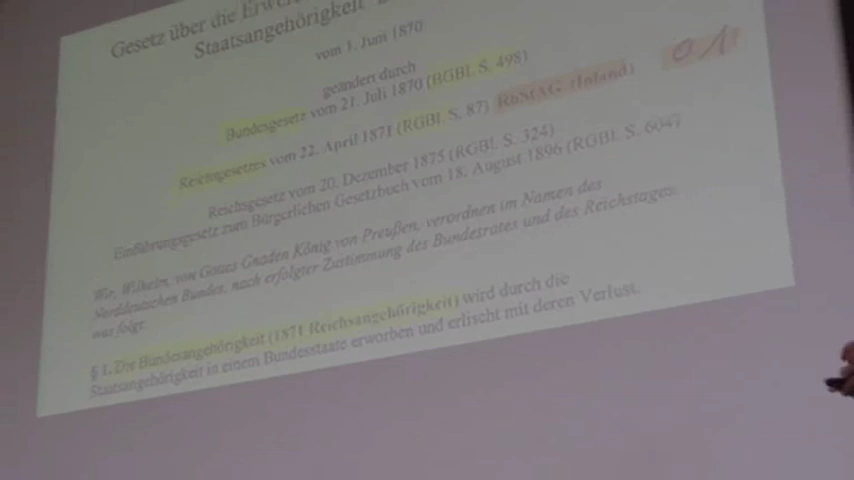 Gesetz über die
Staatsangehörigkeit
vom 1. Juni 1870
geändert durch
Bundesgesetz vom 21. Juli 1870 (BGBl. S. 498)
Reichsgesetzes vom 22. April 1871 (RGBl. S. 87) RuStAG (Inland)
Reichsgesetz vom 20. Dezember 1875 (RGBl. S. 324)
Einführungsgesetz zum Bürgerlichen Gesetzbuch vom 18. August 1896 (RGBl. S. 604)
Wir, Wilhelm, von Gottes Gnaden König von Preußen, verordnen im Namen des
Norddeutschen Bundes, nach erfolgter Zustimmung des Bundesrates und des Reichstages,
was folgt:
§ 1. Die Bundesangehörigkeit (1871 Reichsangehörigkeit) wird durch die
Staatsangehörigkeit in einem Bundesstaate erworben und erlischt mit deren Verlust.